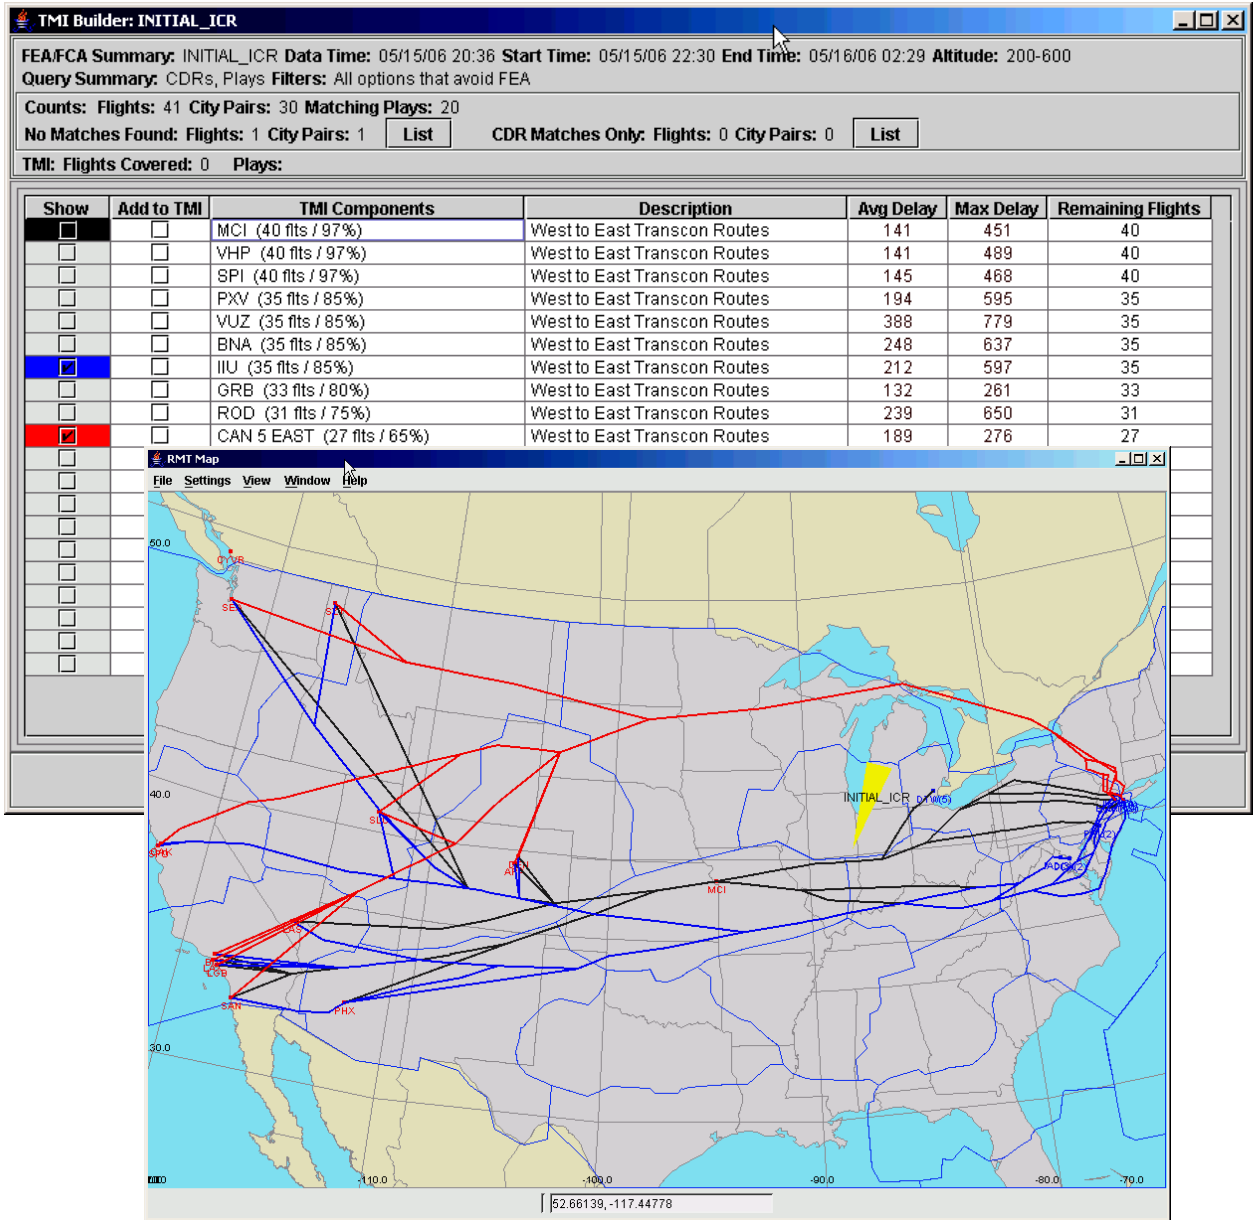 TMI Builder: INITIAL_ICR
FEA/FCA Summary: INITIAL_ICR Data Time: 05/15/06 20:36 Start Time: 05/15/06 22:30 End Time: 05/16/06 02:29 Altitude: 200-600
Query Summary: CDRs, Plays Filters: All options that avoid FEA
Counts: Flights: 41 City Pairs: 30 Matching Plays: 20
No Matches Found: Flights: 1 City Pairs: 1 List CDR Matches Only: Flights: 0 City Pairs: 0 List
TMI: Flights Covered: 0 Plays:
Show Add to TMI TMI Components Description Avg Delay Max Delay Remaining Flights
MCI (40 flts / 97%) West to East Transcon Routes 141 451 40
VHP (40 flts / 97%) West to East Transcon Routes 141 489 40
SPI (40 flts / 97%) West to East Transcon Routes 145 468 40
PXV (35 flts / 85%) West to East Transcon Routes 194 595 35
VUZ (35 flts / 85%) West to East Transcon Routes 388 779 35
BNA (35 flts / 85%) West to East Transcon Routes 248 637 35
IIU (35 flts / 85%) West to East Transcon Routes 212 597 35
GRB (33 flts / 80%) West to East Transcon Routes 132 261 33
ROD (31 flts / 75%) West to East Transcon Routes 239 650 31
CAN 5 EAST (27 flts / 65%) West to East Transcon Routes 189 276 27
RMT Map
File Settings View Window Help
50.0
CYVR
SEA
40.0
INITIAL_ICR DTW(5)
MCI
LAS
LGB
SAN
PHX
30.0
-110.0 -100.0 -90.0 -80.0 -70.0
52.66139, -117.44778